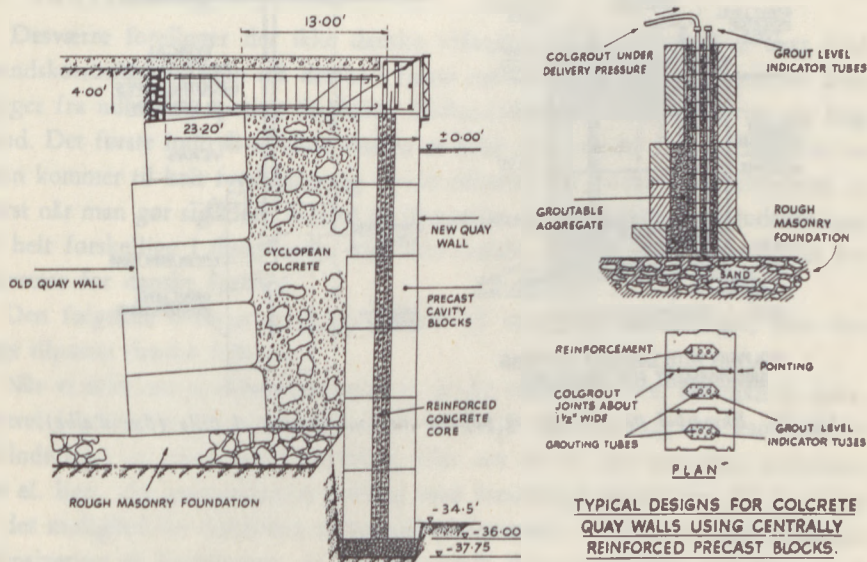 13·00'
4·00'
23·20'
±0·00'
OLD QUAY WALL
CYCLOPEAN
COLCRETE
NEW QUAY
WALL
PRECAST
CAVITY
BLOCKS
REINFORCED
CONCRETE
CORE
ROUGH MASONRY FOUNDATION
-34·5'
-36·00
-37·75
COLGROUT UNDER
DELIVERY PRESSURE
GROUT LEVEL
INDICATOR TUBES
GROUTABLE
AGGREGATE
ROUGH
MASONRY
FOUNDATION
SAND
REINFORCEMENT
POINTING
COLGROUT
JOINTS ABOUT
1½" WIDE
GROUTING TUBES
GROUT LEVEL
INDICATOR TUBES
PLAN
TYPICAL DESIGNS FOR COLCRETE
QUAY WALLS USING CENTRALLY
REINFORCED PRECAST BLOCKS.